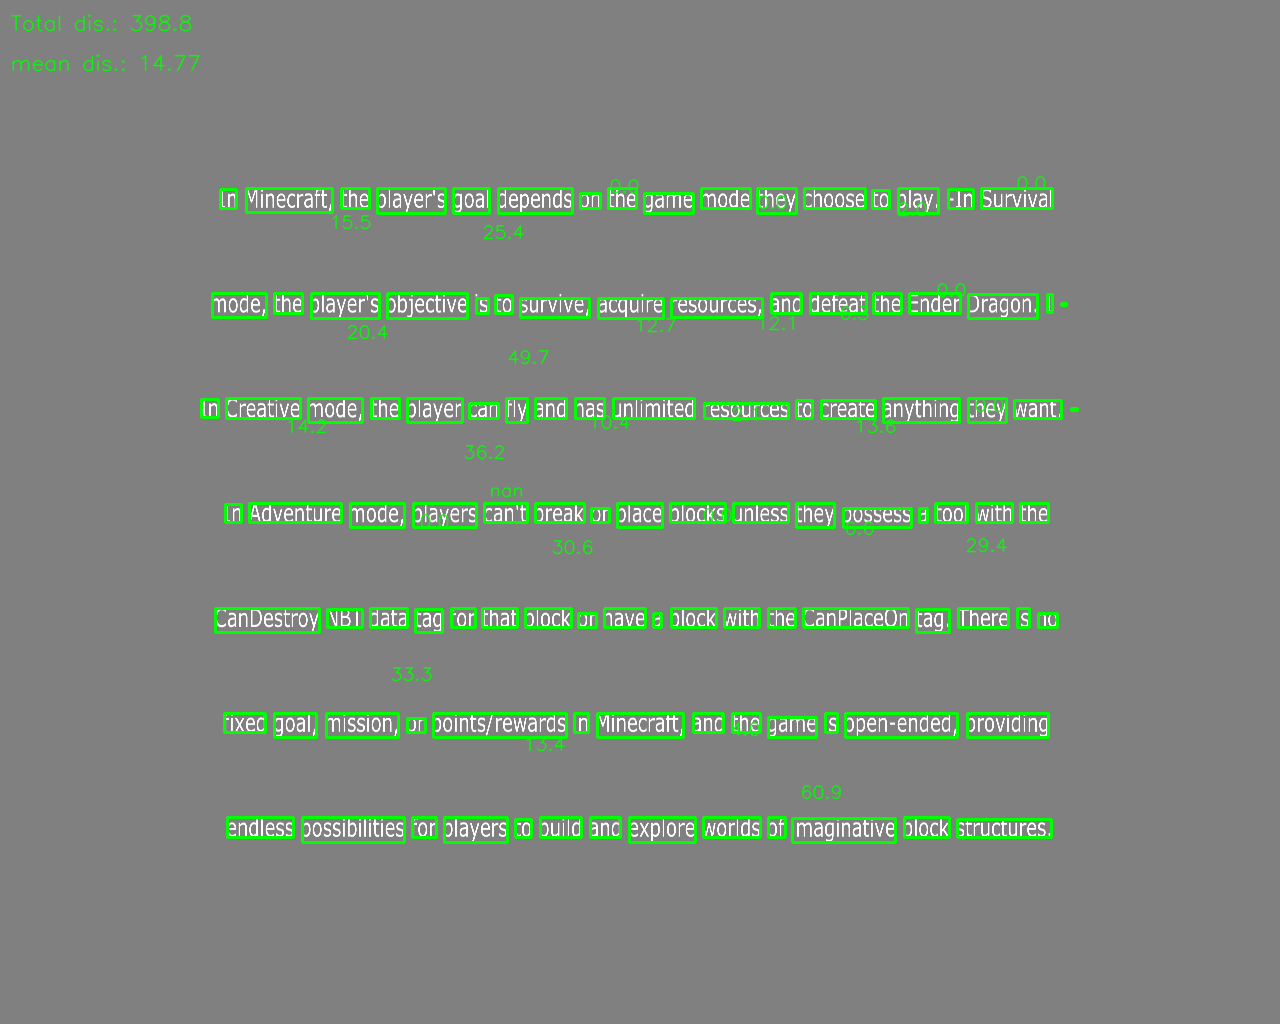 Total dis.: 398.8
mean dis.: 14.77
0.0 0.0
In Minecraft, the player's goal depends on the game mode they choose to play. -In Survival
15.5 25.4
0.0
mode, the player's objective is to survive, acquire resources, and defeat the Ender Dragon. I -
20.4 12.7 12.1
49.7
In Creative mode, the player can fly and has unlimited resources to create anything they want. -
14.2 10.4 13.6
36.2
nan
In Adventure mode, players can't break or place blocks unless they possess a tool with the
30.6 29.4
CanDestroy NBT data tag for that block or have a block with the CanPlaceOn tag. There is no
33.3
fixed goal, mission, or points/rewards in Minecraft, and the game is open-ended, providing
13.4
60.9
endless possibilities for players to build and explore worlds of imaginative block structures.